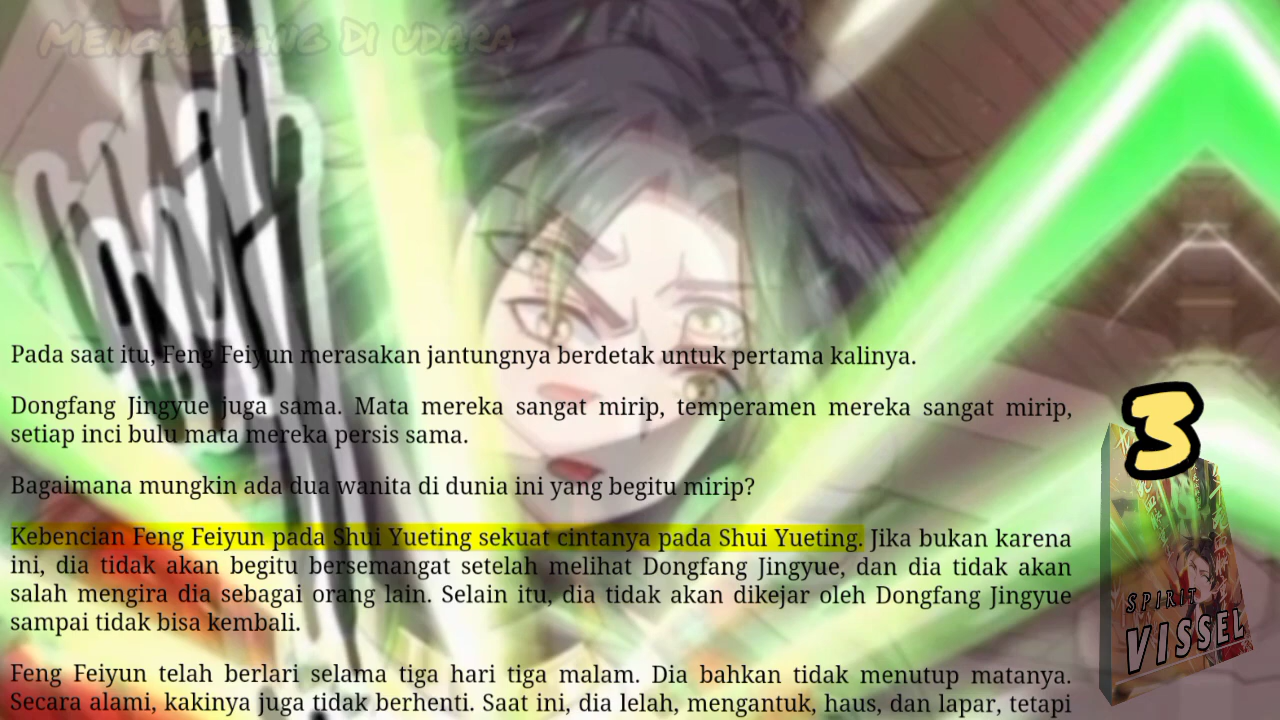 Mengambang Di udara
Pada saat itu, Feng Feiyun merasakan jantungnya berdetak untuk pertama kalinya.
Dongfang Jingyue juga sama. Mata mereka sangat mirip, temperamen mereka sangat mirip,
setiap inci bulu mata mereka persis sama.
Bagaimana mungkin ada dua wanita di dunia ini yang begitu mirip?
Kebencian Feng Feiyun pada Shui Yueting sekuat cintanya pada Shui Yueting. Jika bukan karena
ini, dia tidak akan begitu bersemangat setelah melihat Dongfang Jingyue, dan dia tidak akan
salah mengira dia sebagai orang lain. Selain itu, dia tidak akan dikejar oleh Dongfang Jingyue
sampai tidak bisa kembali.
Feng Feiyun telah berlari selama tiga hari tiga malam. Dia bahkan tidak menutup matanya.
Secara alami, kakinya juga tidak berhenti. Saat ini, dia lelah, mengantuk, haus, dan lapar, tetapi
3
SPIRIT
VISSEL